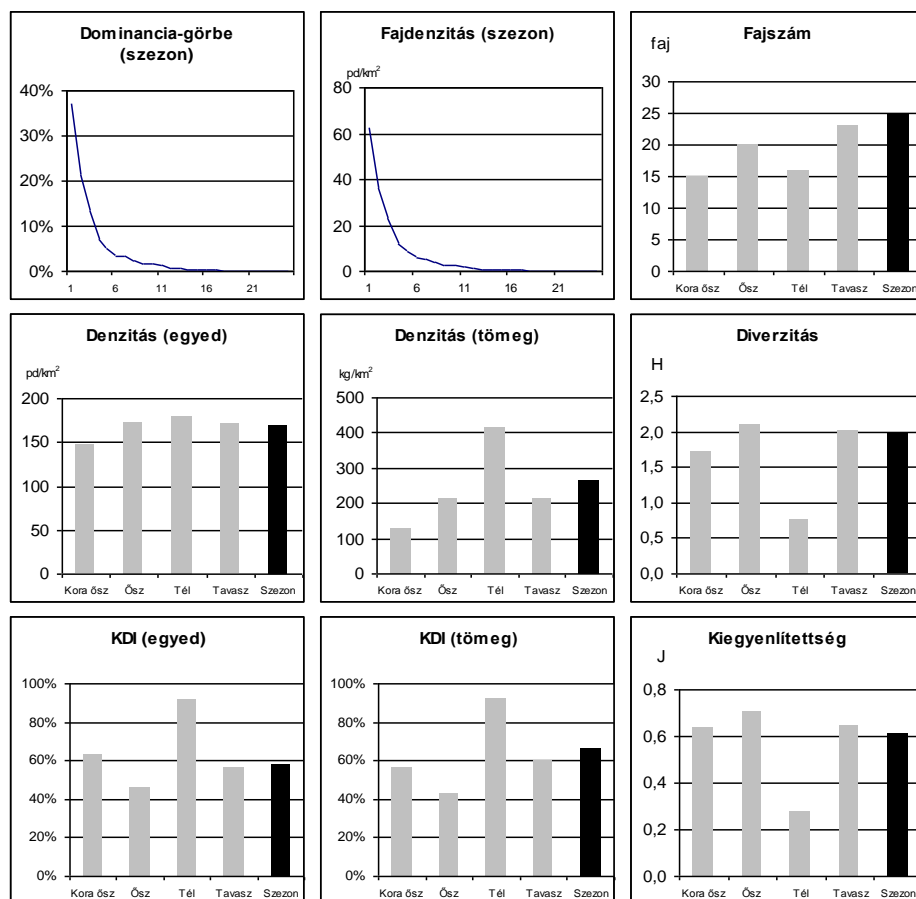 Dominancia-görbe
(szezon)
40%
30%
20%
10%
0%
1 6 11 16 21
Fajdenzitás (szezon)
pd/km²
80
60
40
20
0
1 6 11 16 21
Fajszám
faj
30
25
20
15
10
5
0
Kora ősz Ősz Tél Tavasz Szezon
Denzitás (egyed)
pd/km²
200
150
100
50
0
Kora ősz Ősz Tél Tavasz Szezon
Denzitás (tömeg)
kg/km²
500
400
300
200
100
0
Kora ősz Ősz Tél Tavasz Szezon
Diverzitás
H
2,5
2,0
1,5
1,0
0,5
0,0
Kora ősz Ősz Tél Tavasz Szezon
KDI (egyed)
100%
80%
60%
40%
20%
0%
Kora ősz Ősz Tél Tavasz Szezon
KDI (tömeg)
100%
80%
60%
40%
20%
0%
Kora ősz Ősz Tél Tavasz Szezon
Kiegyenlítettség
J
0,8
0,6
0,4
0,2
0,0
Kora ősz Ősz Tél Tavasz Szezon